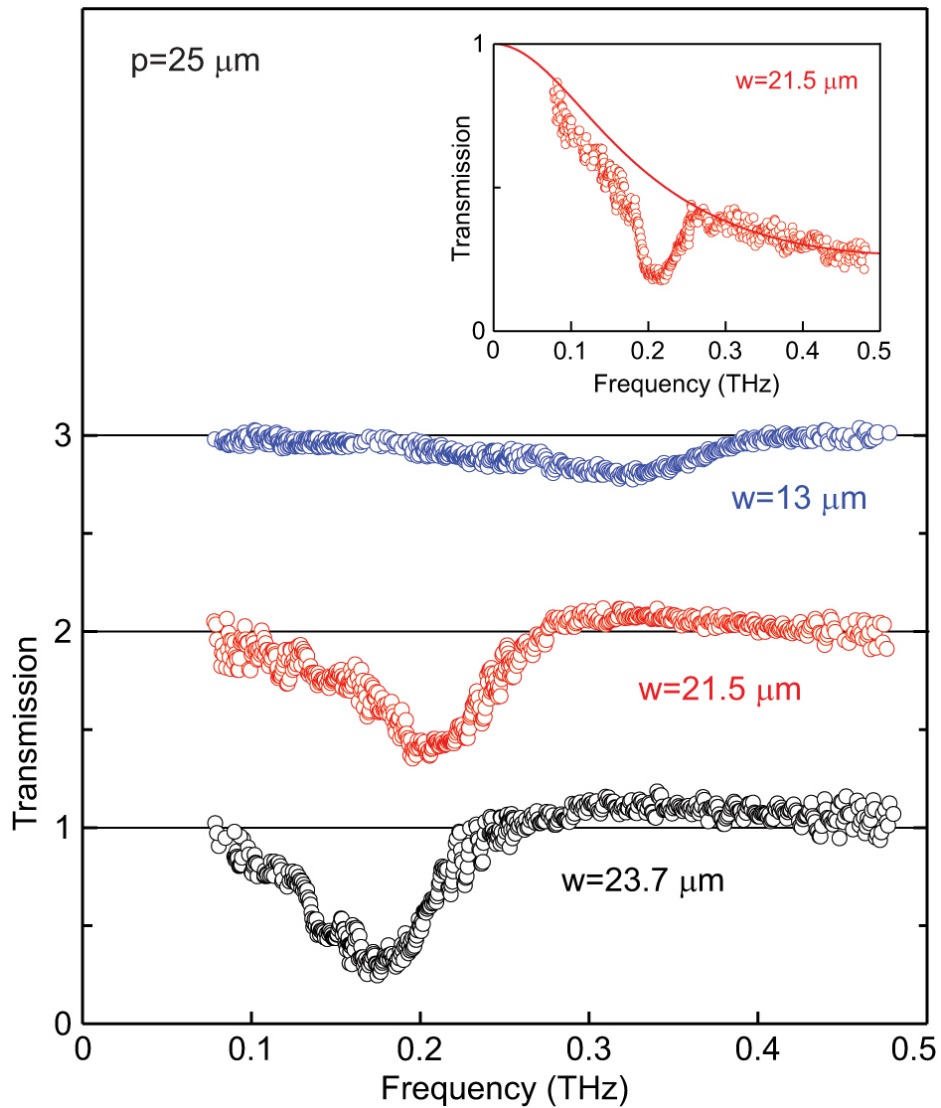 p=25 μm
1
w=21.5 μm
Transmission
0
0 0.1 0.2 0.3 0.4 0.5
Frequency (THz)
3
w=13 μm
2
w=21.5 μm
Transmission
1
w=23.7 μm
0
0 0.1 0.2 0.3 0.4 0.5
Frequency (THz)